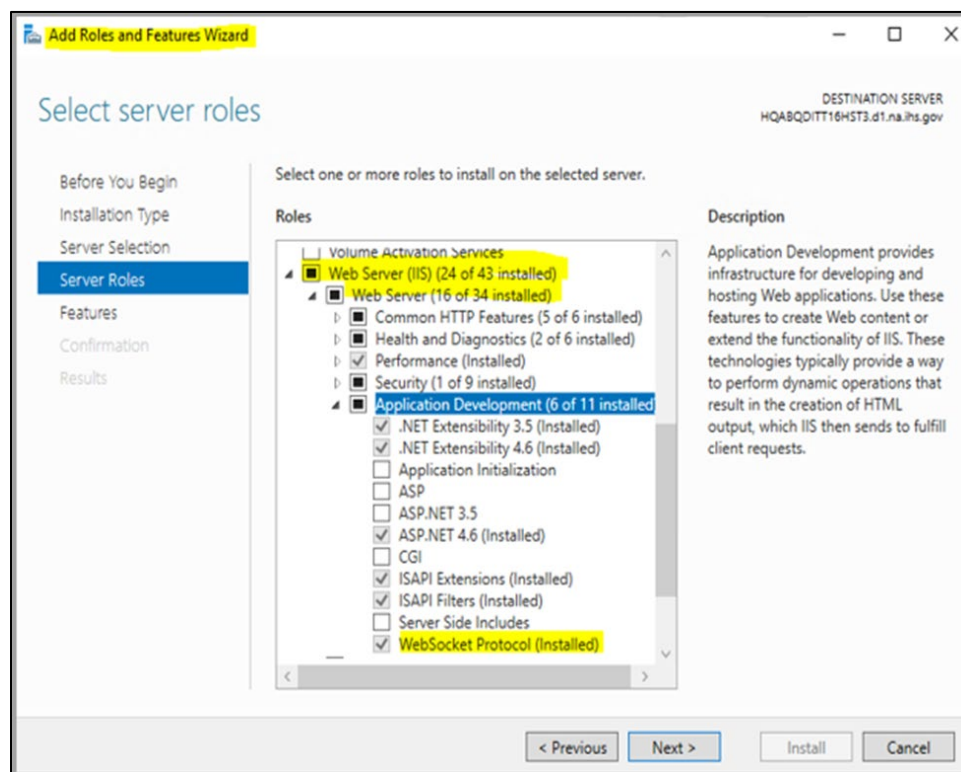 Add Roles and Features Wizard
Select server roles
DESTINATION SERVER
HQABQDITT16HST3.d1.na.ihs.gov
Before You Begin
Installation Type
Server Selection
Server Roles
Features
Confirmation
Results
Select one or more roles to install on the selected server.
Roles
Volume Activation Services
Web Server (IIS) (24 of 43 installed)
Web Server (16 of 34 installed)
Common HTTP Features (5 of 6 installed)
Health and Diagnostics (2 of 6 installed)
Performance (Installed)
Security (1 of 9 installed)
Application Development (6 of 11 installed
.NET Extensibility 3.5 (Installed)
.NET Extensibility 4.6 (Installed)
Application Initialization
ASP
ASP.NET 3.5
ASP.NET 4.6 (Installed)
CGI
ISAPI Extensions (Installed)
ISAPI Filters (Installed)
Server Side Includes
WebSocket Protocol (Installed)
Description
Application Development provides
infrastructure for developing and
hosting Web applications. Use these
features to create Web content or
extend the functionality of IIS. These
technologies typically provide a way
to perform dynamic operations that
result in the creation of HTML
output, which IIS then sends to fulfill
client requests.
< Previous
Next >
Install
Cancel